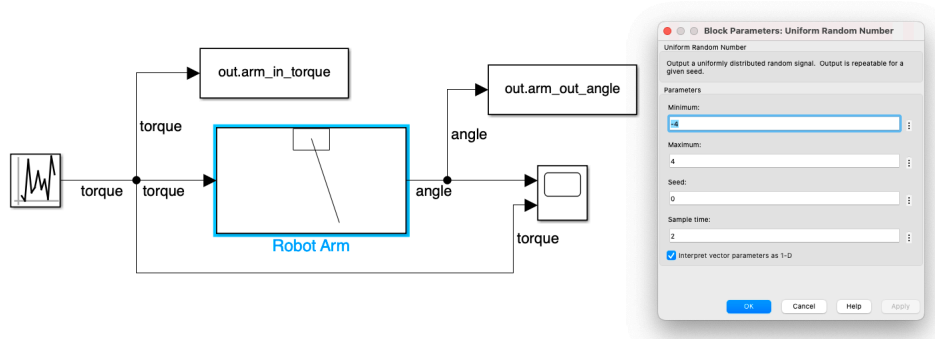 out.arm_in_torque
out.arm_out_angle
torque
angle
torque
torque
angle
torque
Robot Arm
Block Parameters: Uniform Random Number
Uniform Random Number
Output a uniformly distributed random signal.  Output is repeatable for a
given seed.
Parameters
Minimum:
-4
Maximum:
4
Seed:
0
Sample time:
2
Interpret vector parameters as 1-D
OK
Cancel
Help
Apply